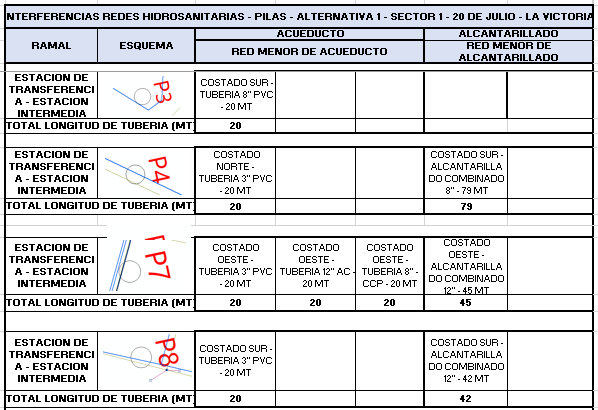 INTERFERENCIAS REDES HIDROSANITARIAS - PILAS - ALTERNATIVA 1 - SECTOR 1 - 20 DE JULIO - LA VICTORIA
RAMAL
ESQUEMA
ACUEDUCTO
ALCANTARILLADO
RED MENOR DE ACUEDUCTO
RED MENOR DE
ALCANTARILLADO
ESTACION DE
TRANSFERENCI
A - ESTACION
INTERMEDIA
P3
COSTADO SUR -
TUBERIA 8" PVC
- 20 MT
TOTAL LONGITUD DE TUBERIA (MT)
20
ESTACION DE
TRANSFERENCI
A - ESTACION
INTERMEDIA
P4
COSTADO
NORTE -
TUBERIA 3" PVC
- 20 MT
COSTADO SUR -
ALCANTARILLA
DO COMBINADO
8" - 79 MT
TOTAL LONGITUD DE TUBERIA (MT)
20
79
ESTACION DE
TRANSFERENCI
A - ESTACION
INTERMEDIA
P7
COSTADO
OESTE -
TUBERIA 3" PVC
- 20 MT
COSTADO
OESTE -
TUBERIA 12" AC -
20 MT
COSTADO
OESTE -
TUBERIA 8" -
CCP - 20 MT
COSTADO
OESTE -
ALCANTARILLA
DO COMBINADO
12" - 45 MT
TOTAL LONGITUD DE TUBERIA (MT)
20
20
20
45
ESTACION DE
TRANSFERENCI
A - ESTACION
INTERMEDIA
P8
COSTADO SUR -
TUBERIA 3" PVC
- 20 MT
COSTADO SUR -
ALCANTARILLA
DO COMBINADO
12" - 42 MT
TOTAL LONGITUD DE TUBERIA (MT)
20
42